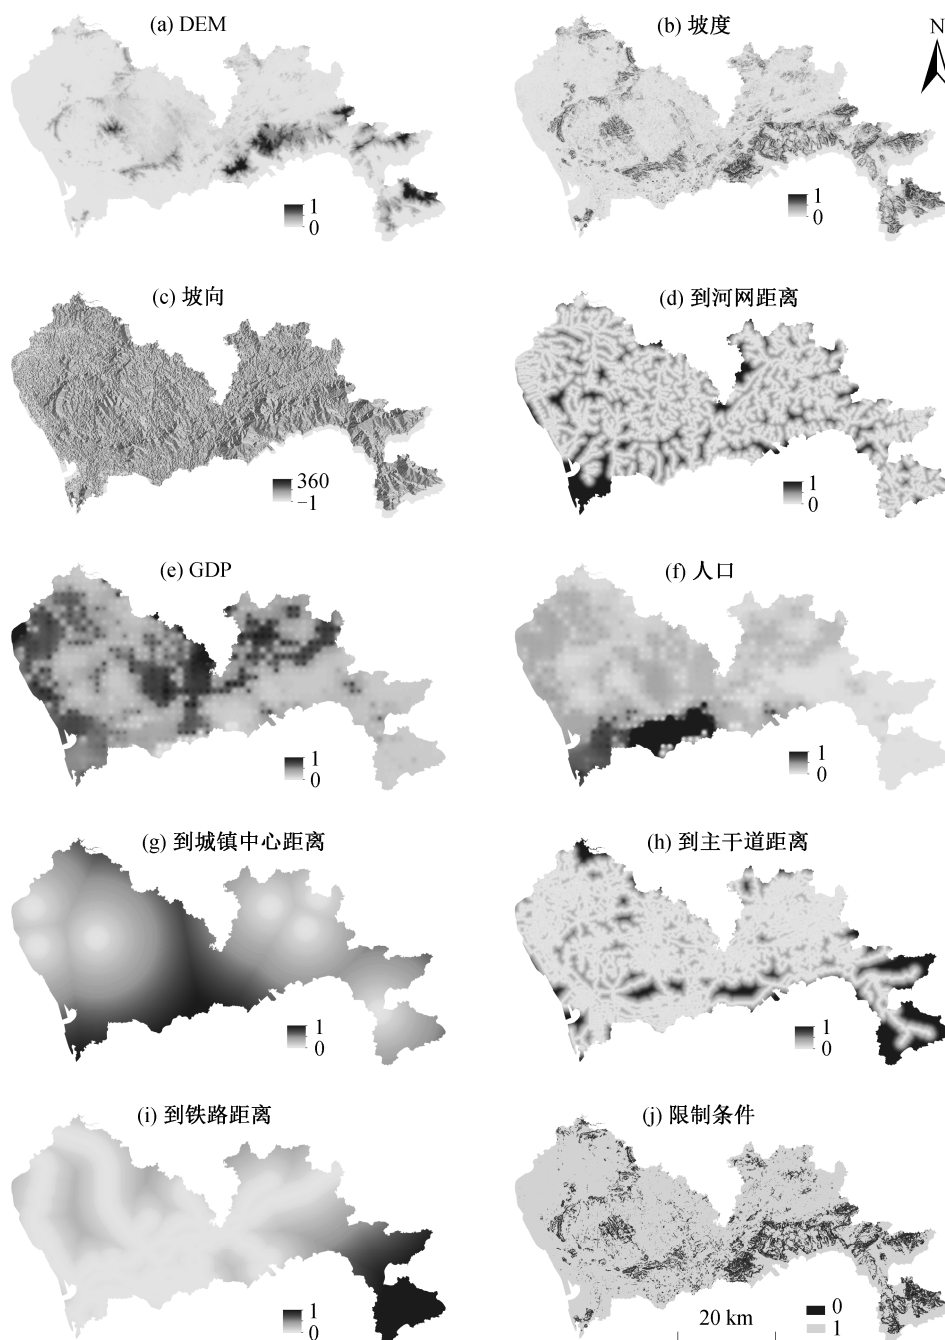 (a) DEM
(b) 坡度
N
1
0
1
0
(c) 坡向
(d) 到河网距离
360
−1
1
0
(e) GDP
(f) 人口
1
0
1
0
(g) 到城镇中心距离
(h) 到主干道距离
1
0
1
0
(i) 到铁路距离
(j) 限制条件
1
0
20 km
0
1